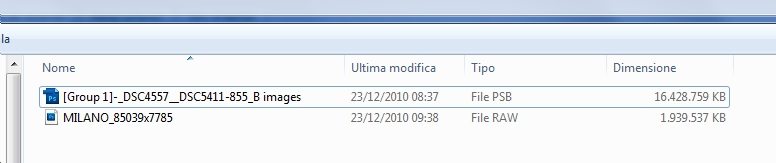 la
Nome Ultima modifica Tipo Dimensione
[Group 1]-_DSC4557__DSC5411-855_B images 23/12/2010 08:37 File PSB 16.428.759 KB
MILANO_85039x7785 23/12/2010 09:38 File RAW 1.939.537 KB